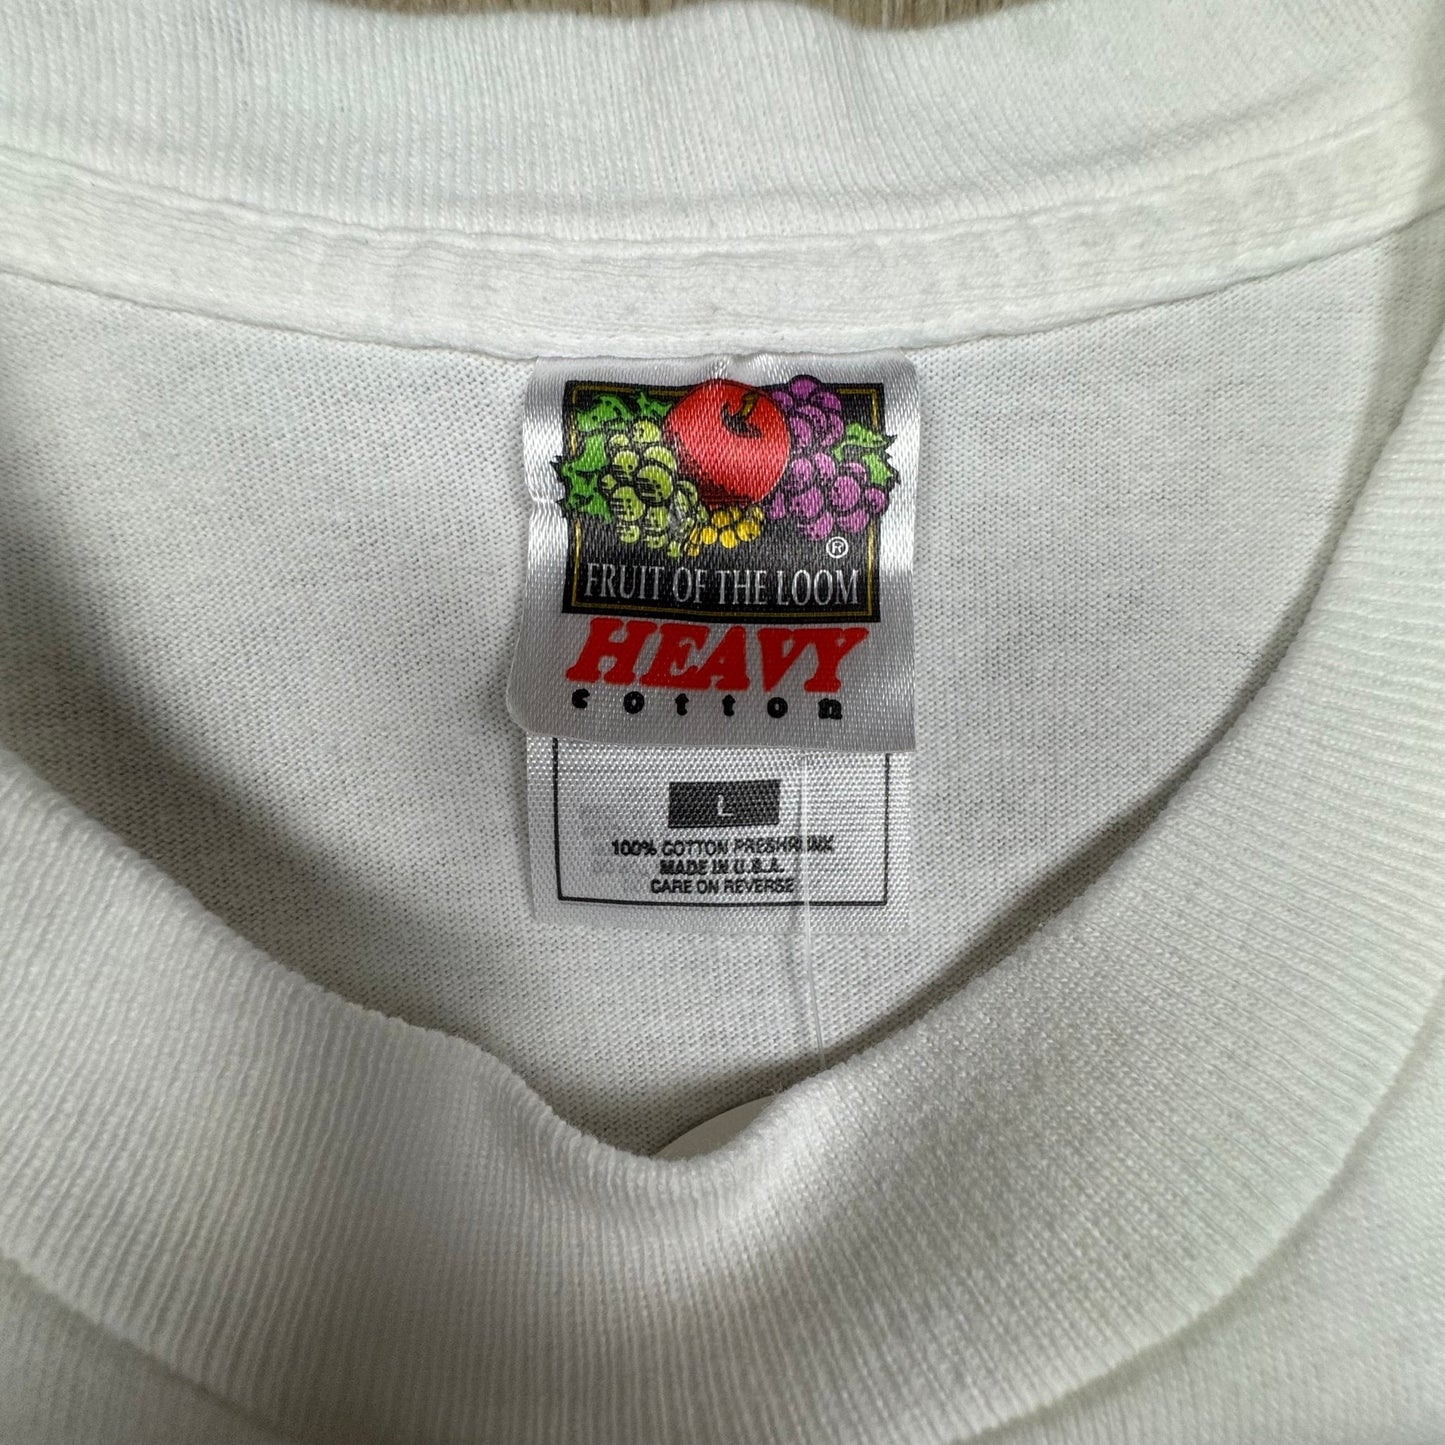 ®
FRUIT OF THE LOOM
HEAVY
cotton
L
100% COTTON PRESHRUNK
MADE IN U.S.A.
CARE ON REVERSE